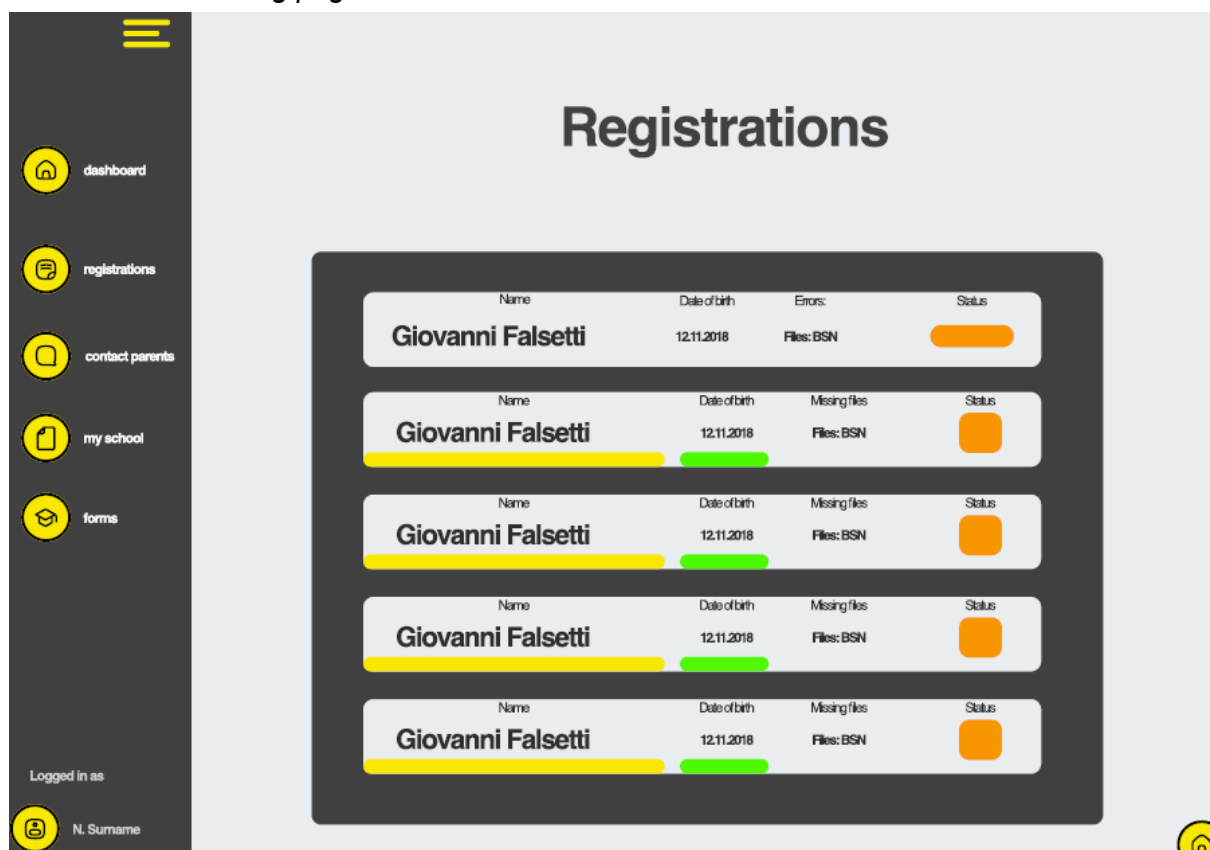 Registrations
dashboard
registrations
contact parents
my school
forms
Logged in as
N. Surname
Name Date of birth Errors: Status
Giovanni Falsetti 12.11.2018 Files: BSN
Name Date of birth Missing files Status
Giovanni Falsetti 12.11.2018 Files: BSN
Name Date of birth Missing files Status
Giovanni Falsetti 12.11.2018 Files: BSN
Name Date of birth Missing files Status
Giovanni Falsetti 12.11.2018 Files: BSN
Name Date of birth Missing files Status
Giovanni Falsetti 12.11.2018 Files: BSN